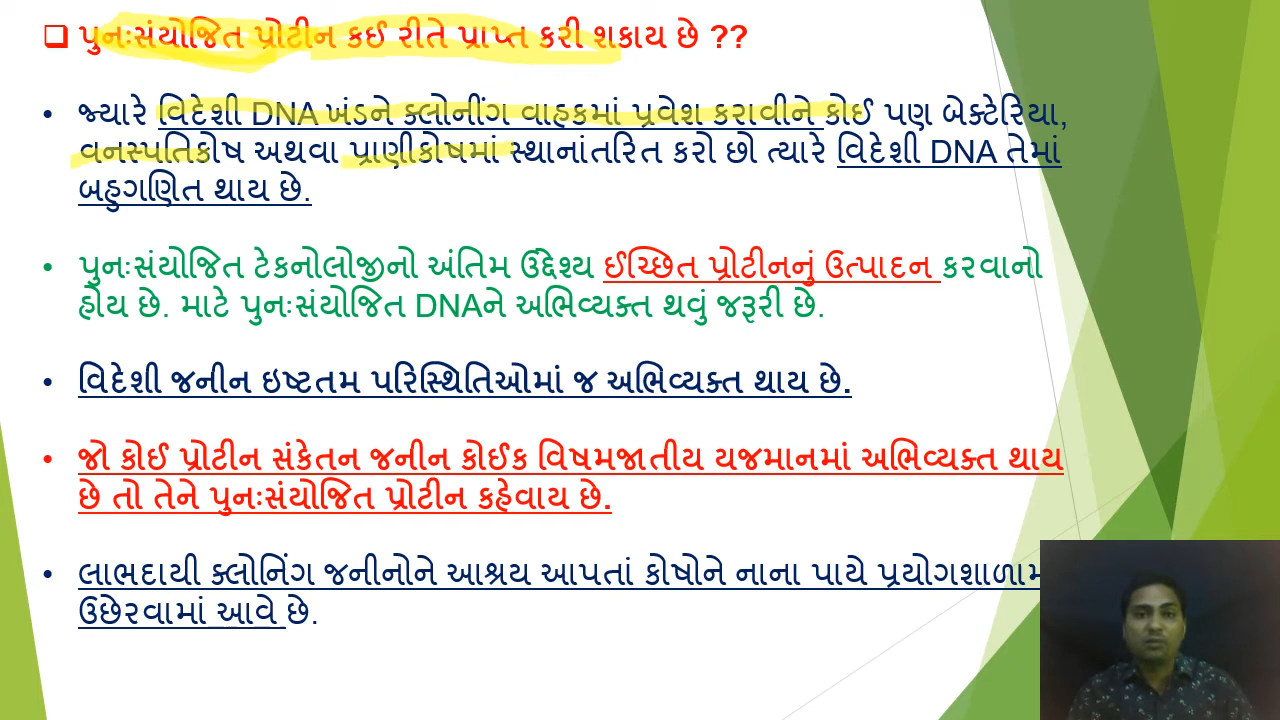 પુનઃસંયોજિત પ્રોટીન કઈ રીતે પ્રાપ્ત કરી શકાય છે ??
જ્યારે વિદેશી DNA ખંડને ક્લોનીંગ વાહકમાં પ્રવેશ કરાવીને કોઈ પણ બેક્ટેરિયા,
વનસ્પતિકોષ અથવા પ્રાણીકોષમાં સ્થાનાંતરિત કરો છો ત્યારે વિદેશી DNA તેમાં
બહુગણિત થાય છે.
પુનઃસંયોજિત ટેકનોલોજીનો અંતિમ ઉદ્દેશ્ય ઈચ્છિત પ્રોટીનનું ઉત્પાદન કરવાનો
હોય છે. માટે પુનઃસંયોજિત DNAને અભિવ્યક્ત થવું જરૂરી છે.
વિદેશી જનીન ઇષ્ટતમ પરિસ્થિતિઓમાં જ અભિવ્યક્ત થાય છે.
જો કોઈ પ્રોટીન સંકેતન જનીન કોઈક વિષમજાતીય યજમાનમાં અભિવ્યક્ત થાય
છે તો તેને પુનઃસંયોજિત પ્રોટીન કહેવાય છે.
લાભદાયી ક્લોનિંગ જનીનોને આશ્રય આપતાં કોષોને નાના પાયે
ઉછેરવામાં આવે છે.